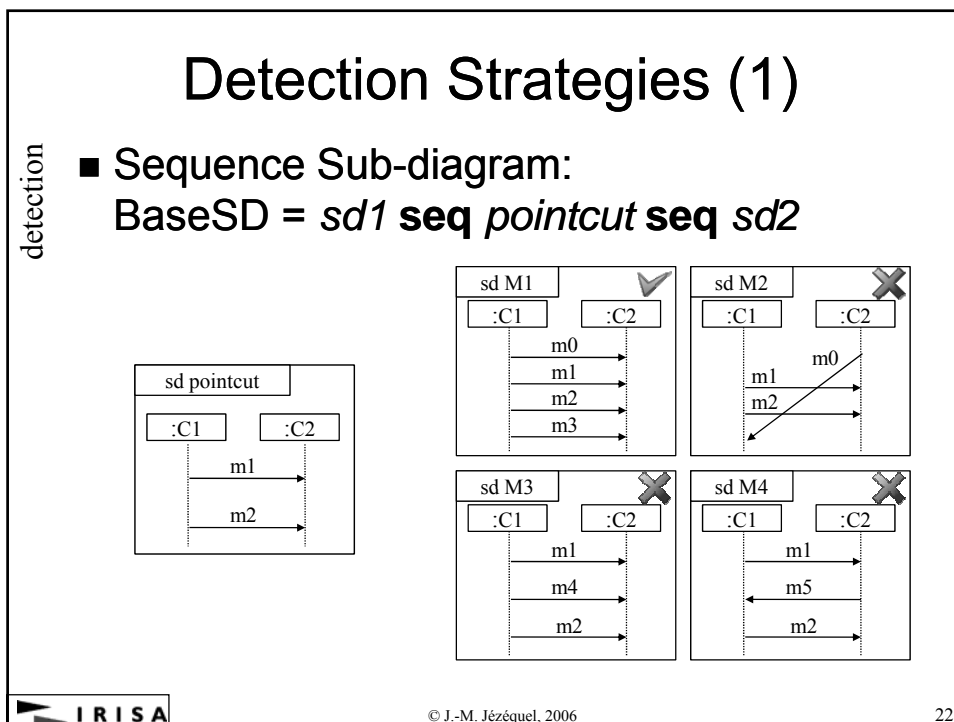 Detection Strategies (1)
detection
■ Sequence Sub-diagram:
BaseSD = sd1 seq pointcut seq sd2
sd pointcut
:C1 :C2
m1
m2
sd M1
:C1 :C2
m0
m1
m2
m3
sd M2
:C1 :C2
m0
m1
m2
sd M3
:C1 :C2
m1
m4
m2
sd M4
:C1 :C2
m1
m5
m2
IRISA
© J.-M. Jézéquel, 2006
22